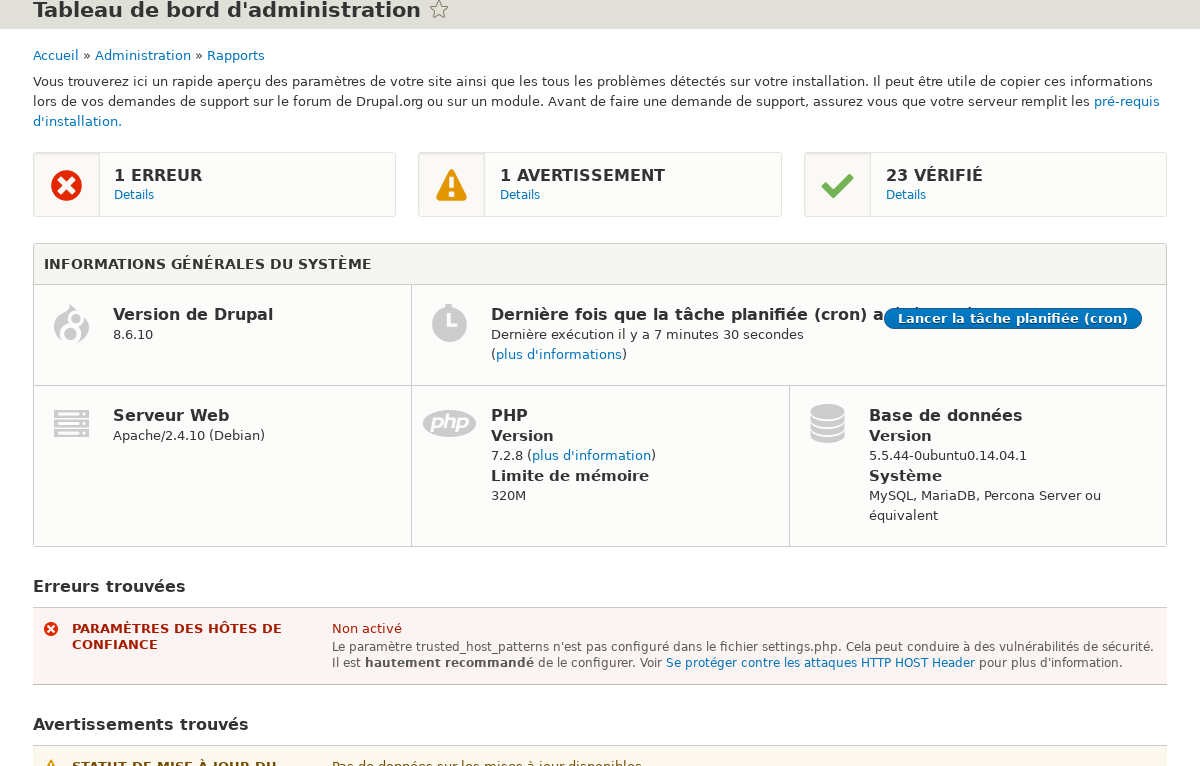 Tableau de bord d'administration
Accueil » Administration » Rapports
Vous trouverez ici un rapide aperçu des paramètres de votre site ainsi que les tous les problèmes détectés sur votre installation. Il peut être utile de copier ces informations
lors de vos demandes de support sur le forum de Drupal.org ou sur un module. Avant de faire une demande de support, assurez vous que votre serveur remplit les pré-requis
d'installation.
1 ERREUR
Details
1 AVERTISSEMENT
Details
23 VÉRIFIÉ
Details
INFORMATIONS GÉNÉRALES DU SYSTÈME
Version de Drupal
8.6.10
Dernière fois que la tâche planifiée (cron) a
Lancer la tâche planifiée (cron)
Dernière exécution il y a 7 minutes 30 secondes
(plus d'informations)
Serveur Web
Apache/2.4.10 (Debian)
php
PHP
Version
7.2.8 (plus d'information)
Limite de mémoire
320M
Base de données
Version
5.5.44-0ubuntu0.14.04.1
Système
MySQL, MariaDB, Percona Server ou
équivalent
Erreurs trouvées
PARAMÈTRES DES HÔTES DE
CONFIANCE
Non activé
Le paramètre trusted_host_patterns n'est pas configuré dans le fichier settings.php. Cela peut conduire à des vulnérabilités de sécurité.
Il est hautement recommandé de le configurer. Voir Se protéger contre les attaques HTTP HOST Header pour plus d'information.
Avertissements trouvés
STATUT DE MISE À JOUR DU
Pas de données sur les mises à jour disponibles